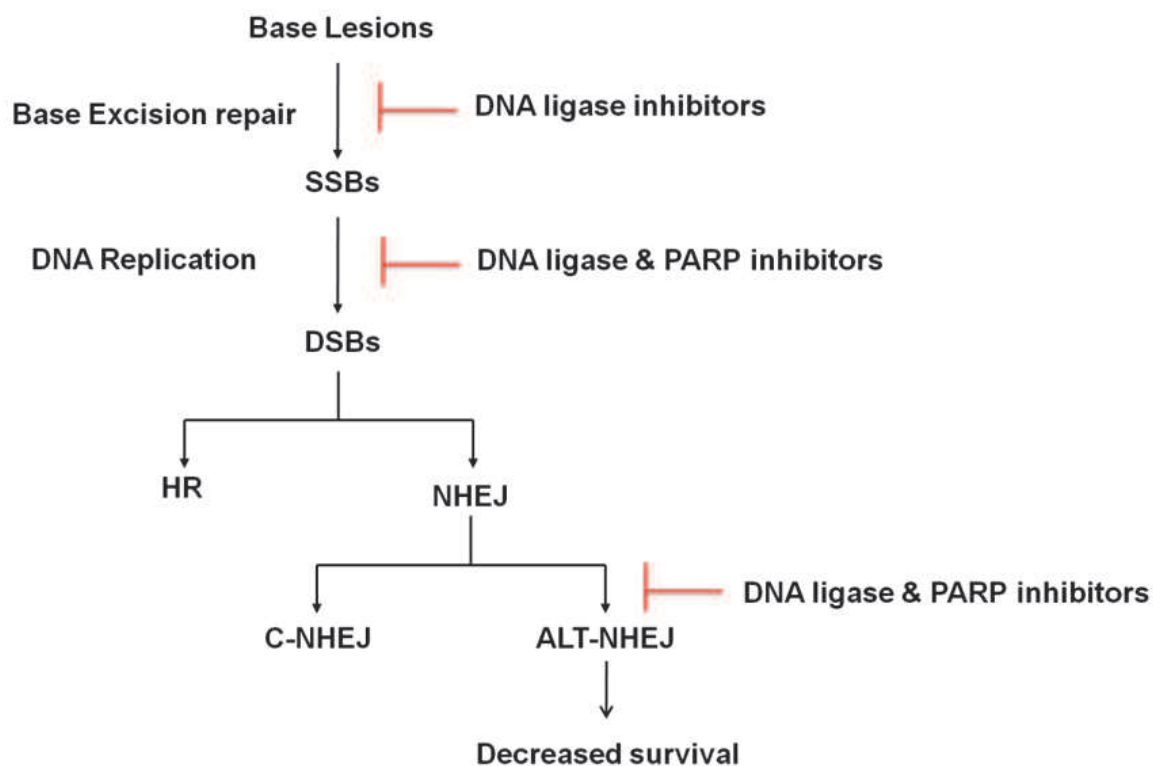 Base Lesions
Base Excision repair
DNA ligase inhibitors
SSBs
DNA Replication
DNA ligase & PARP inhibitors
DSBs
HR
NHEJ
DNA ligase & PARP inhibitors
C-NHEJ
ALT-NHEJ
Decreased survival